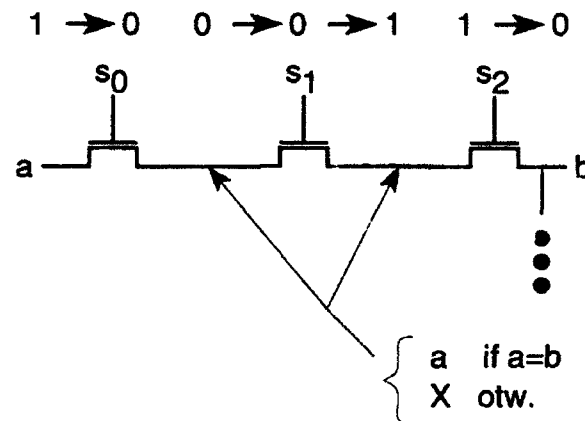 1 → 0 0 → 0 → 1 1 → 0
s0 s1 s2
a b
a if a=b
X otw.